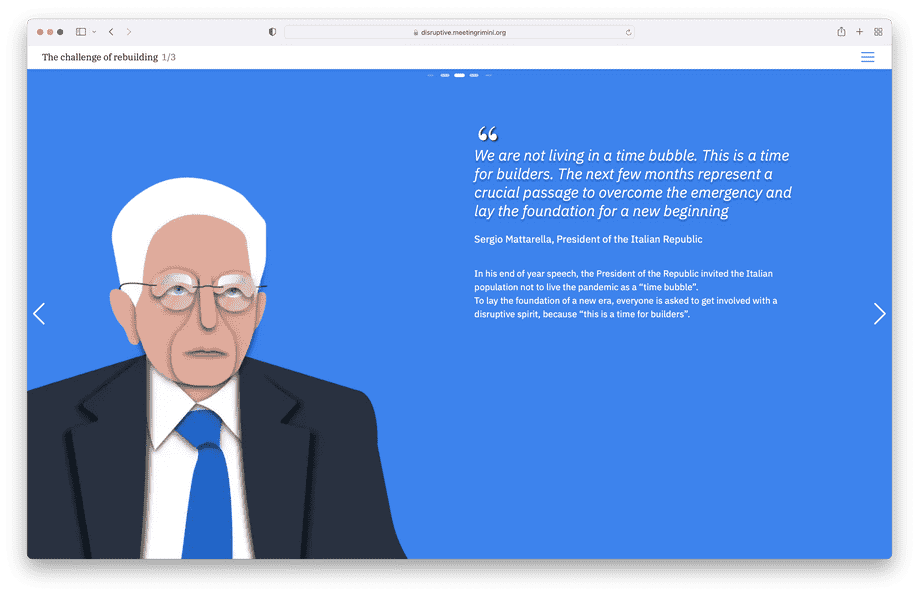 disruptive.meetingrimini.org
The challenge of rebuilding 1/3
“
We are not living in a time bubble. This is a time
for builders. The next few months represent a
crucial passage to overcome the emergency and
lay the foundation for a new beginning
Sergio Mattarella, President of the Italian Republic
In his end of year speech, the President of the Republic invited the Italian
population not to live the pandemic as a “time bubble”.
To lay the foundation of a new era, everyone is asked to get involved with a
disruptive spirit, because “this is a time for builders”.